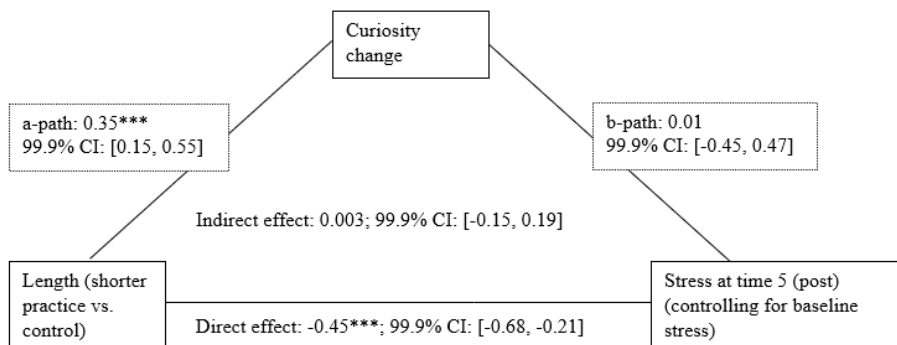 Curiosity
change
a-path: 0.35***
99.9% CI: [0.15, 0.55]
b-path: 0.01
99.9% CI: [-0.45, 0.47]
Indirect effect: 0.003; 99.9% CI: [-0.15, 0.19]
Length (shorter
practice vs.
control)
Stress at time 5 (post)
(controlling for baseline
stress)
Direct effect: -0.45***; 99.9% CI: [-0.68, -0.21]